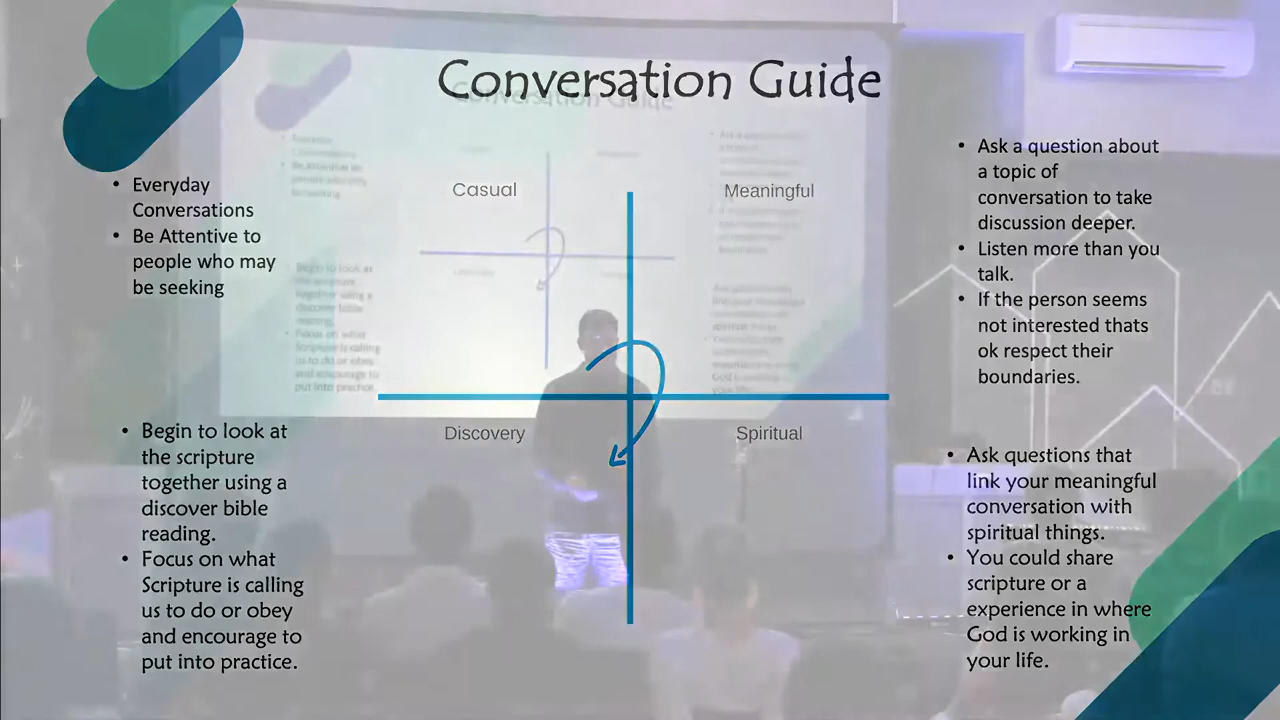 Conversation Guide
Casual
Meaningful
• Everyday
Conversations
• Be Attentive to
people who may
be seeking
• Ask a question about
a topic of
conversation to take
discussion deeper.
• Listen more than you
talk.
• If the person seems
not interested thats
ok respect their
boundaries.
Discovery
Spiritual
• Begin to look at
the scripture
together using a
discover bible
reading.
• Focus on what
Scripture is calling
us to do or obey
and encourage to
put into practice.
• Ask questions that
link your meaningful
conversation with
spiritual things.
• You could share
scripture or a
experience in where
God is working in
your life.